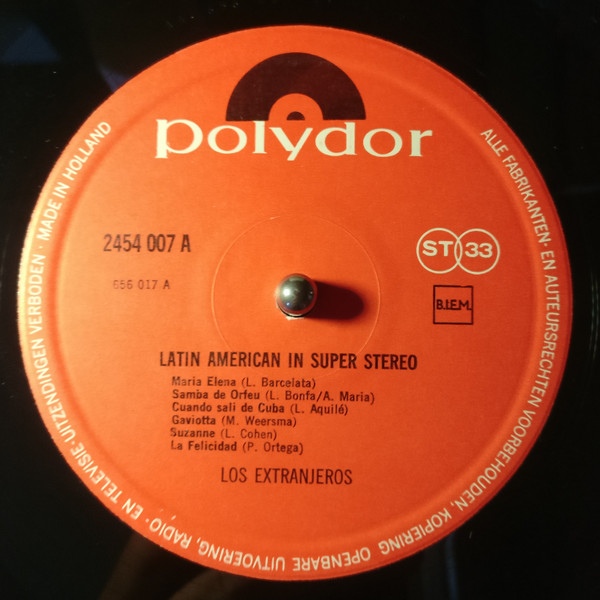 polydor
2454 007 A
656 017 A
ST 33
B.I.E.M.
LATIN AMERICAN IN SUPER STEREO
Maria Elena (L. Barcelata)
Samba de Orfeu (L. Bonfa/A. Maria)
Cuando sali de Cuba (L. Aquilé)
Gaviotta (M. Weersma)
Suzanne (L. Cohen)
La Felicidad (P. Ortega)
LOS EXTRANJEROS
ALLE FABRIKANTEN- EN AUTEURSRECHTEN VOORBEHOUDEN, KOPIERING OPENBARE UITVOERING, RADIO- EN TELEVISIE-UITZENDINGEN VERBODEN · MADE IN HOLLAND